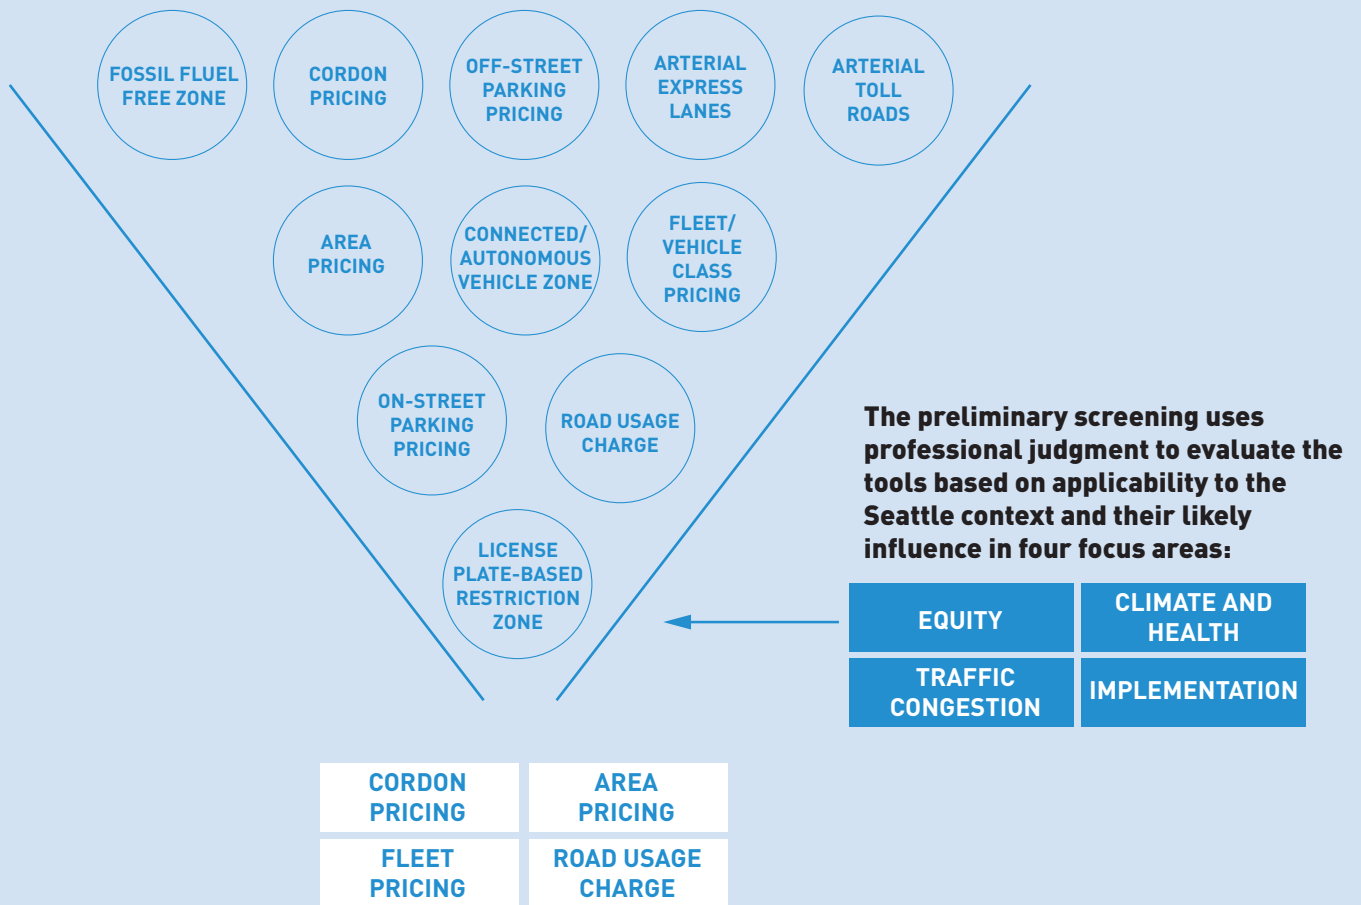 FOSSIL FLUEL
FREE ZONE
CORDON
PRICING
OFF-STREET
PARKING
PRICING
ARTERIAL
EXPRESS
LANES
ARTERIAL
TOLL
ROADS
AREA
PRICING
CONNECTED/
AUTONOMOUS
VEHICLE ZONE
FLEET/
VEHICLE
CLASS
PRICING
ON-STREET
PARKING
PRICING
ROAD USAGE
CHARGE
LICENSE
PLATE-BASED
RESTRICTION
ZONE
The preliminary screening uses
professional judgment to evaluate the
tools based on applicability to the
Seattle context and their likely
influence in four focus areas:
EQUITY
CLIMATE AND
HEALTH
TRAFFIC
CONGESTION
IMPLEMENTATION
CORDON
PRICING
AREA
PRICING
FLEET
PRICING
ROAD USAGE
CHARGE